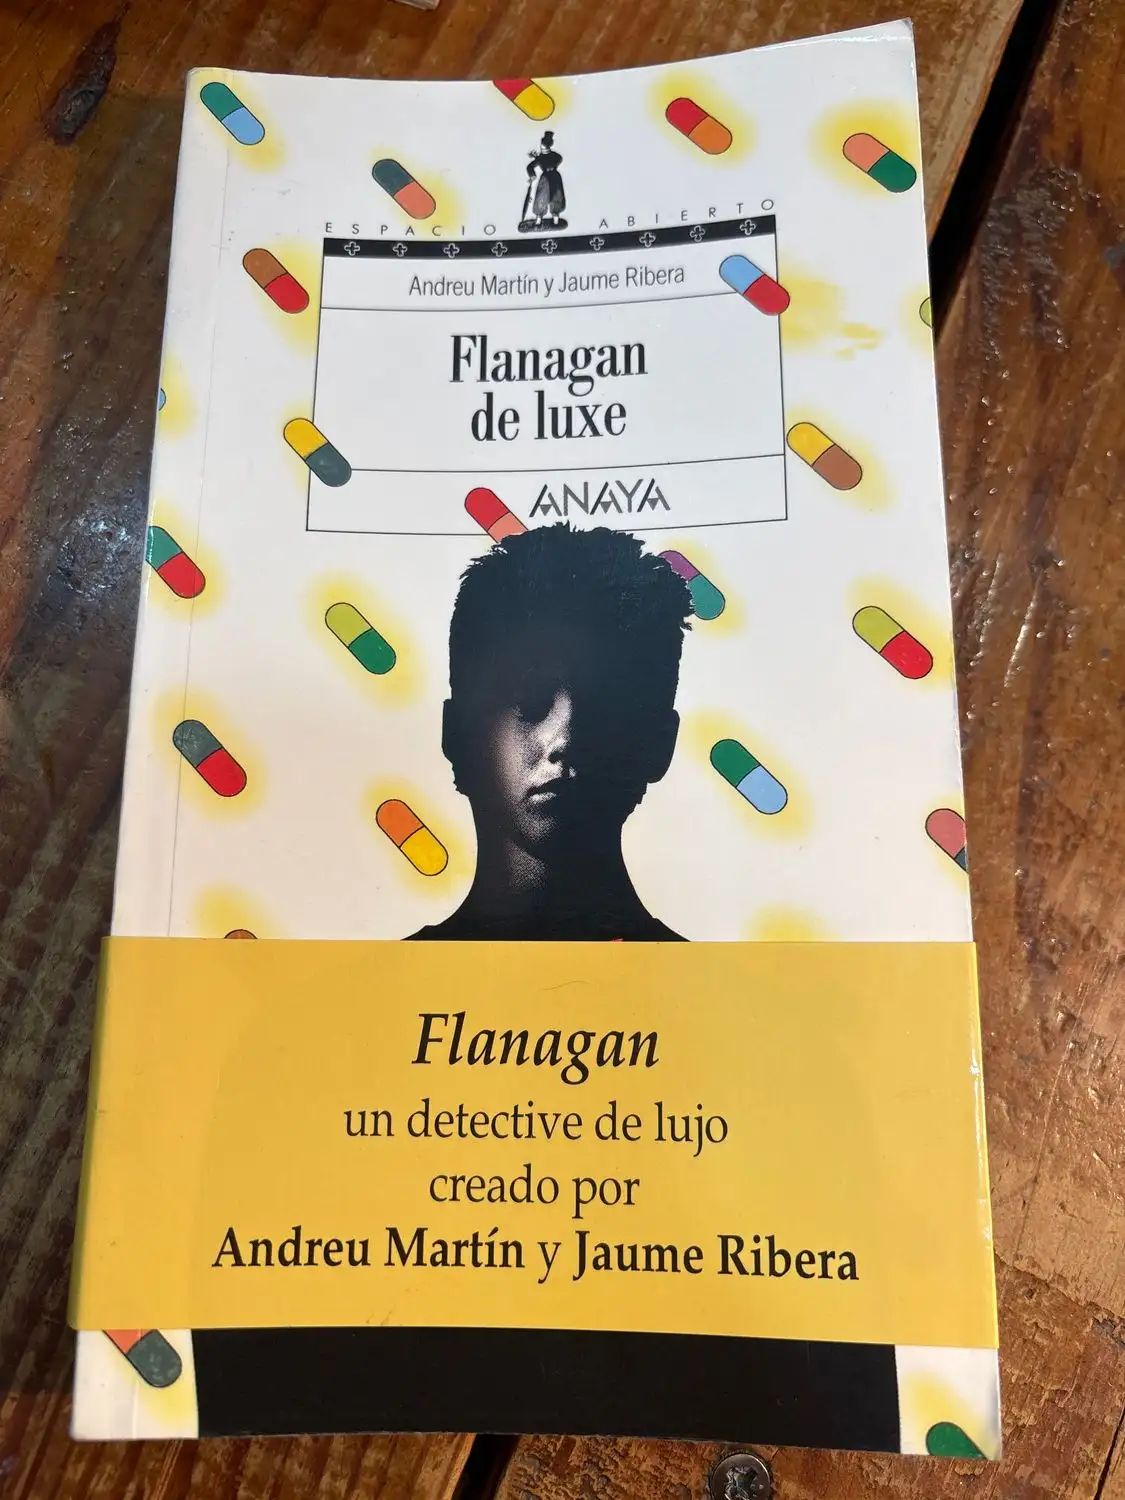 ESPACIO ABIERTO
Andreu Martín y Jaume Ribera
Flanagan
de luxe
ANAYA
Flanagan
un detective de lujo
creado por
Andreu Martín y Jaume Ribera